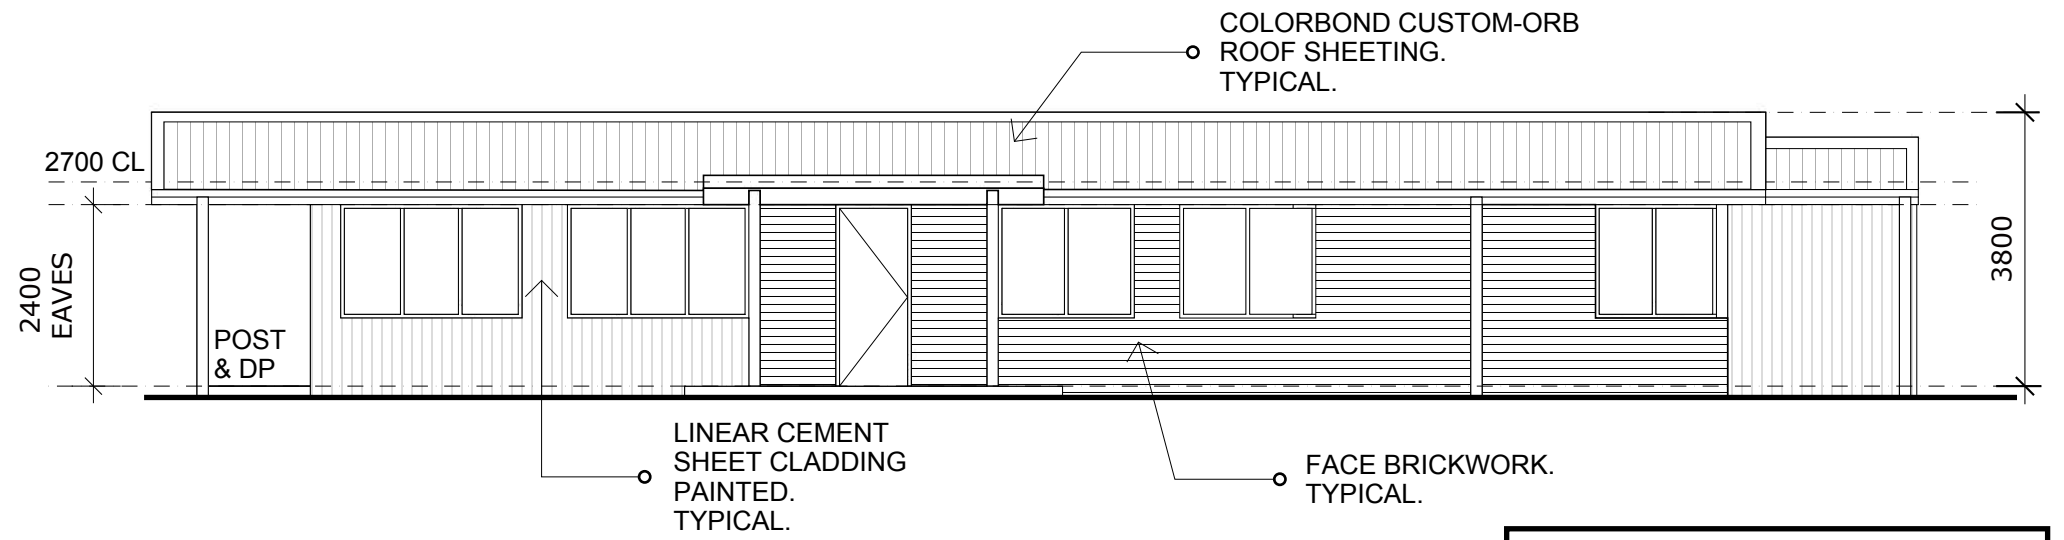 COLORBOND CUSTOM-ORB
ROOF SHEETING.
TYPICAL.
2700 CL
2400
EAVES
3800
POST
& DP
LINEAR CEMENT
SHEET CLADDING
PAINTED.
TYPICAL.
FACE BRICKWORK.
TYPICAL.